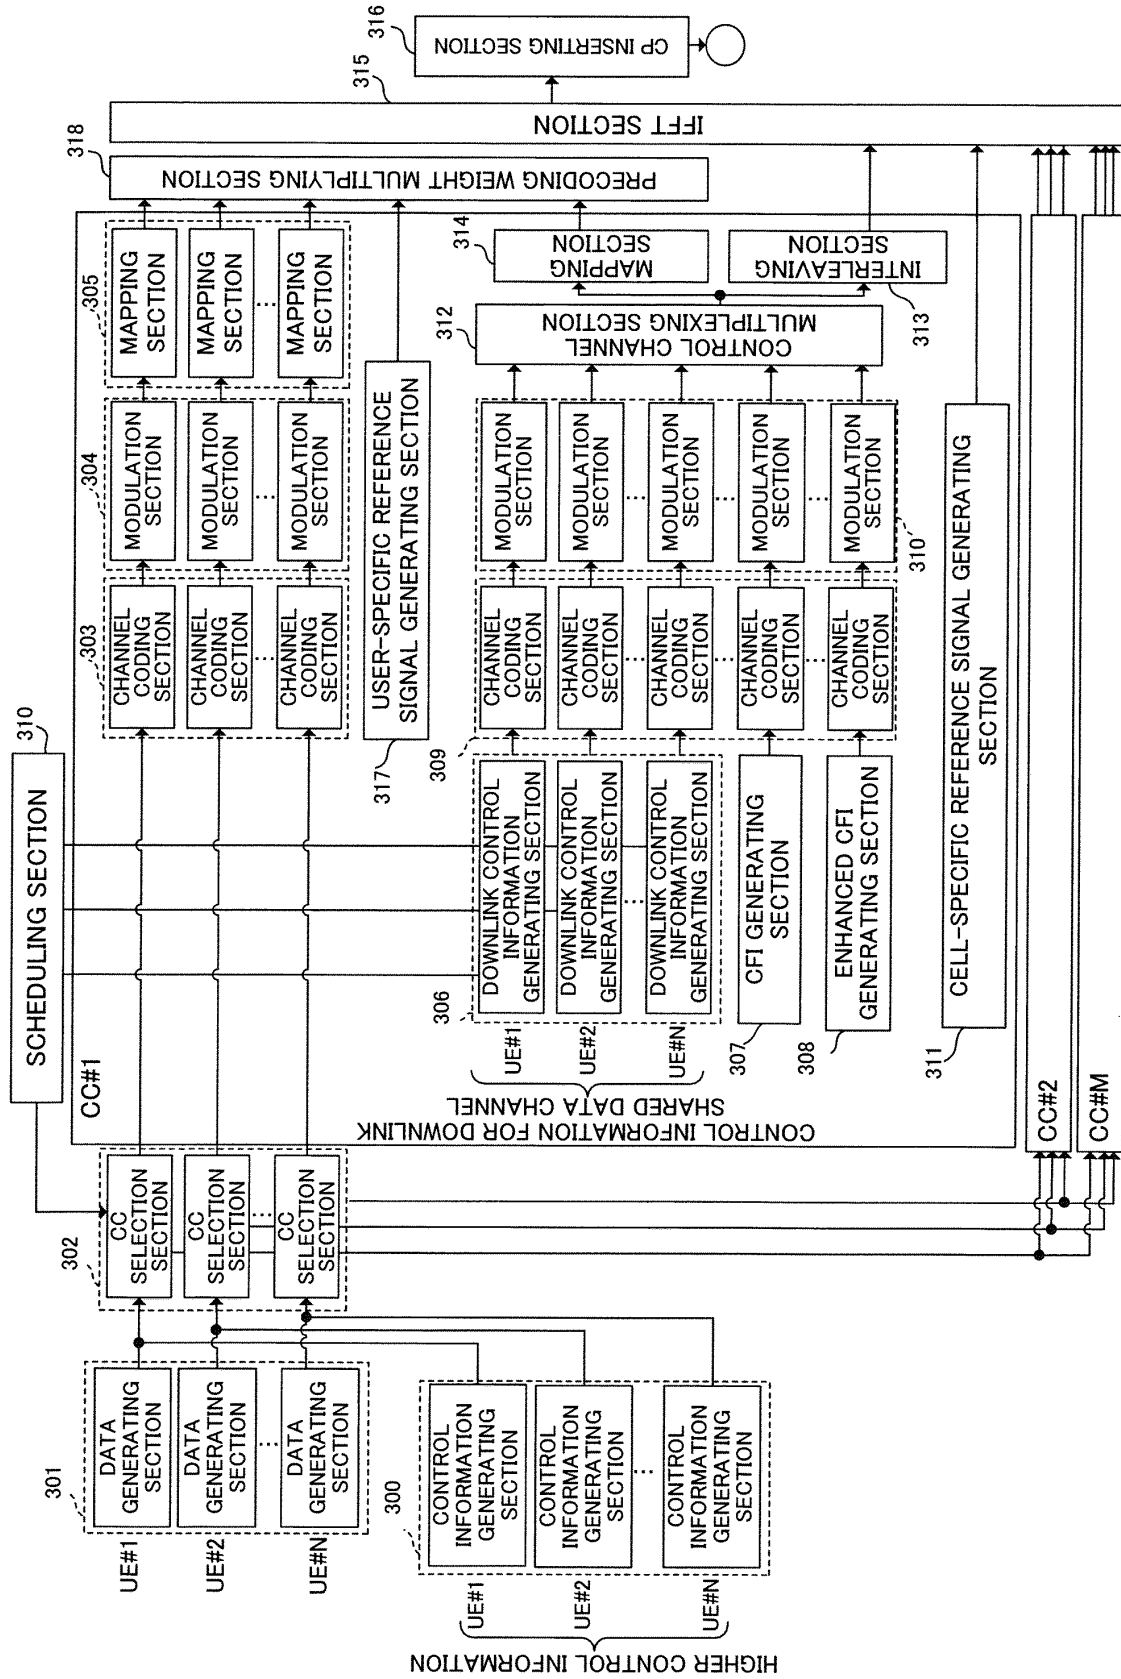 HIGHER CONTROL INFORMATION
UE#1
UE#2
UE#N
301
DATA
GENERATING
SECTION
DATA
GENERATING
SECTION
DATA
GENERATING
SECTION
UE#1
UE#2
UE#N
300
CONTROL
INFORMATION
GENERATING
SECTION
CONTROL
INFORMATION
GENERATING
SECTION
CONTROL
INFORMATION
GENERATING
SECTION
302
CC
SELECTION
SECTION
CC
SELECTION
SECTION
CC
SELECTION
SECTION
SCHEDULING SECTION
310
CC#1
CONTROL INFORMATION FOR DOWNLINK
SHARED DATA CHANNEL
UE#1
UE#2
UE#N
306
DOWNLINK CONTROL
INFORMATION
GENERATING SECTION
DOWNLINK CONTROL
INFORMATION
GENERATING SECTION
DOWNLINK CONTROL
INFORMATION
GENERATING SECTION
307
CFI GENERATING
SECTION
308
ENHANCED CFI
GENERATING SECTION
311
CELL-SPECIFIC REFERENCE SIGNAL GENERATING
SECTION
303
CHANNEL
CODING
SECTION
CHANNEL
CODING
SECTION
CHANNEL
CODING
SECTION
304
MODULATION
SECTION
MODULATION
SECTION
MODULATION
SECTION
305
MAPPING
SECTION
MAPPING
SECTION
MAPPING
SECTION
317
USER-SPECIFIC REFERENCE
SIGNAL GENERATING SECTION
309
CHANNEL
CODING
SECTION
CHANNEL
CODING
SECTION
CHANNEL
CODING
SECTION
CHANNEL
CODING
SECTION
CHANNEL
CODING
SECTION
310
MODULATION
SECTION
MODULATION
SECTION
MODULATION
SECTION
MODULATION
SECTION
MODULATION
SECTION
312
CONTROL CHANNEL
MULTIPLEXING SECTION
314
MAPPING
SECTION
313
INTERLEAVING
SECTION
318
PRECODING WEIGHT MULTIPLYING SECTION
315
IFFT SECTION
316
CP INSERTING SECTION
CC#2
CC#M